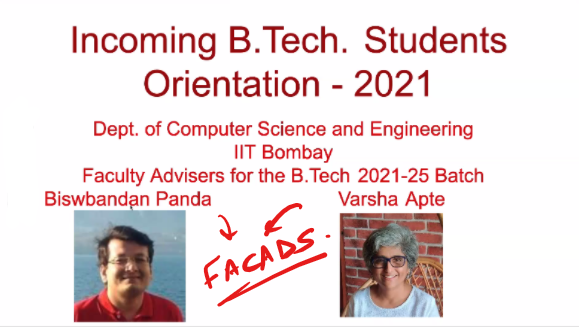 Incoming B.Tech. Students
Orientation - 2021
Dept. of Computer Science and Engineering
IIT Bombay
Faculty Advisers for the B.Tech 2021-25 Batch
Biswbandan Panda Varsha Apte
FACADS.